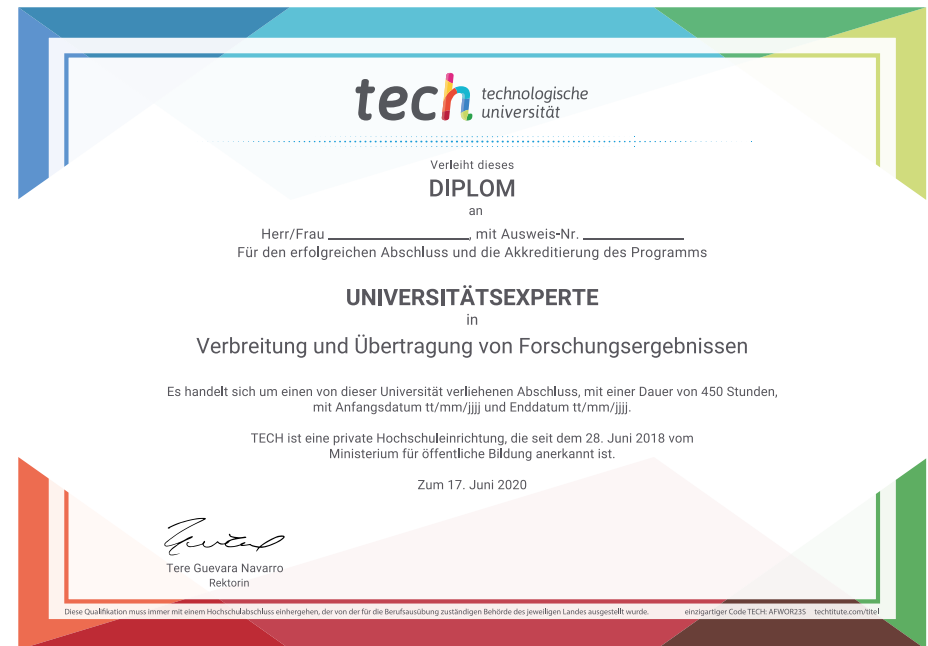 tech technologische
universität
Verleiht dieses
DIPLOM
an
Herr/Frau ____________, mit Ausweis-Nr. ____________
Für den erfolgreichen Abschluss und die Akkreditierung des Programms
UNIVERSITÄTSEXPERTE
in
Verbreitung und Übertragung von Forschungsergebnissen
Es handelt sich um einen von dieser Universität verliehenen Abschluss, mit einer Dauer von 450 Stunden,
mit Anfangsdatum tt/mm/jjjj und Enddatum tt/mm/jjjj.
TECH ist eine private Hochschuleinrichtung, die seit dem 28. Juni 2018 vom
Ministerium für öffentliche Bildung anerkannt ist.
Zum 17. Juni 2020
Tere Guevara Navarro
Rektorin
Diese Qualifikation muss immer mit einem Hochschulabschluss einhergehen, der von der für die Berufsausübung zuständigen Behörde des jeweiligen Landes ausgestellt wurde. einzigartiger Code TECH: AFWOR23S techtitute.com/titel